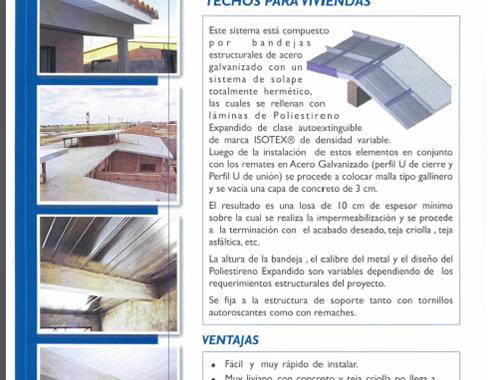 TECHOS PARA VIVIENDAS
Este sistema está compuesto
por bandejas
estructurales de acero
galvanizado con un
sistema de solape
totalmente hermético,
las cuales se rellenan con
láminas de Poliestireno
Expandido de clase autoextinguible
de marca ISOTEX® de densidad variable.
Luego de la instalación de estos elementos en conjunto
con los remates en Acero Galvanizado (perfil U de cierre y
Perfil U de unión) se procede a colocar malla tipo gallinero
y se vacía una capa de concreto de 3 cm.
El resultado es una losa de 10 cm de espesor mínimo
sobre la cual se realiza la impermeabilización y se procede
a la terminación con el acabado deseado, teja criolla , teja
asfáltica, etc.
La altura de la bandeja , el calibre del metal y el diseño del
Poliestireno Expandido son variables dependiendo de los
requerimientos estructurales del proyecto.
Se fija a la estructura de soporte tanto con tornillos
autoroscantes como con remaches.
VENTAJAS
• Fácil y muy rápido de instalar.
• Muy liviano con concreto y teja criolla no llega a